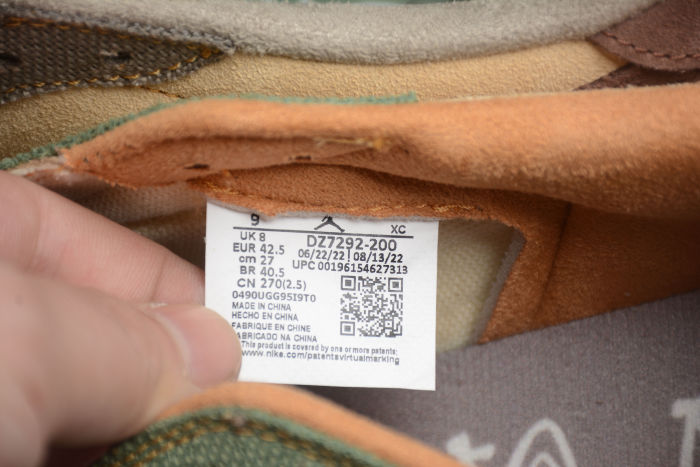 9 XC
UK 8
EUR 42.5
cm 27
BR 40.5
CN 270(2.5)
DZ7292-200
06/22/22 08/13/22
UPC 00196154627313
0490UGG95I9T0
MADE IN CHINA
HECHO EN CHINA
FABRIQUE EN CHINE
FABRICADO NA CHINA
This product is covered by one or more patents:
www.nike.com/patentsvirtualmarking